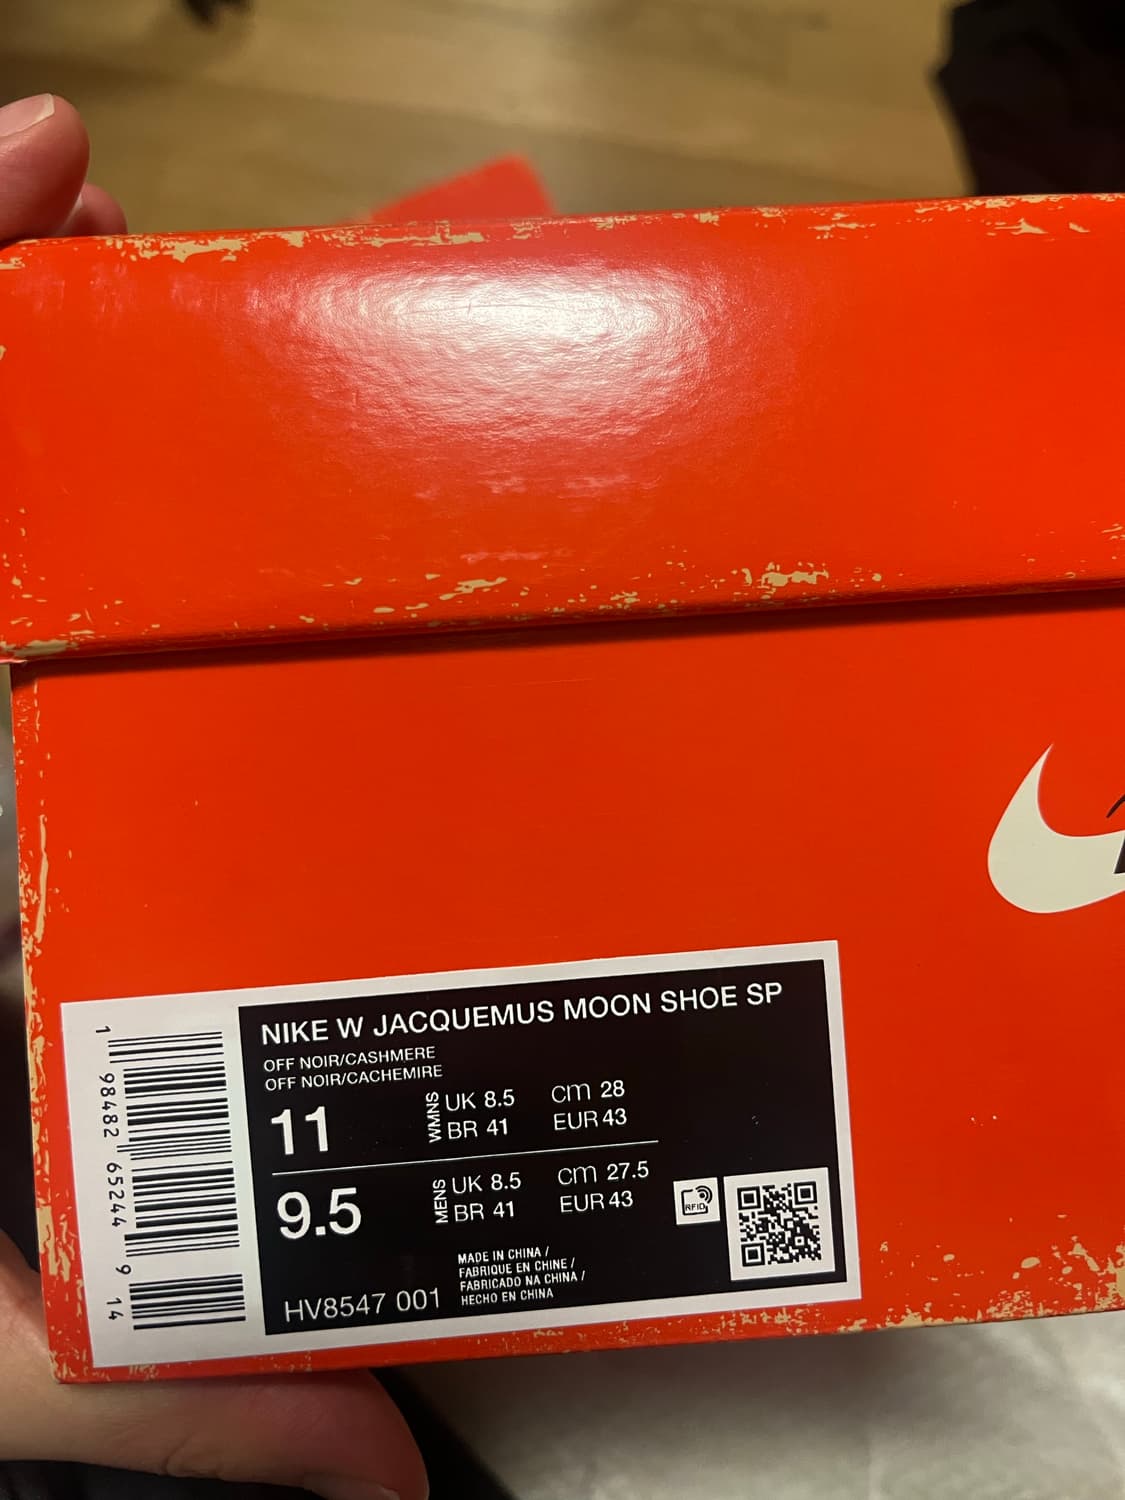 NIKE W JACQUEMUS MOON SHOE SP
OFF NOIR/CASHMERE
OFF NOIR/CACHEMIRE
11
WMNS
UK 8.5
cm 28
BR 41
EUR 43
9.5
MENS
UK 8.5
cm 27.5
BR 41
EUR 43
RFID
HV8547 001
MADE IN CHINA /
FABRIQUE EN CHINE /
FABRICADO NA CHINA /
HECHO EN CHINA
1 98482 65244 9 14